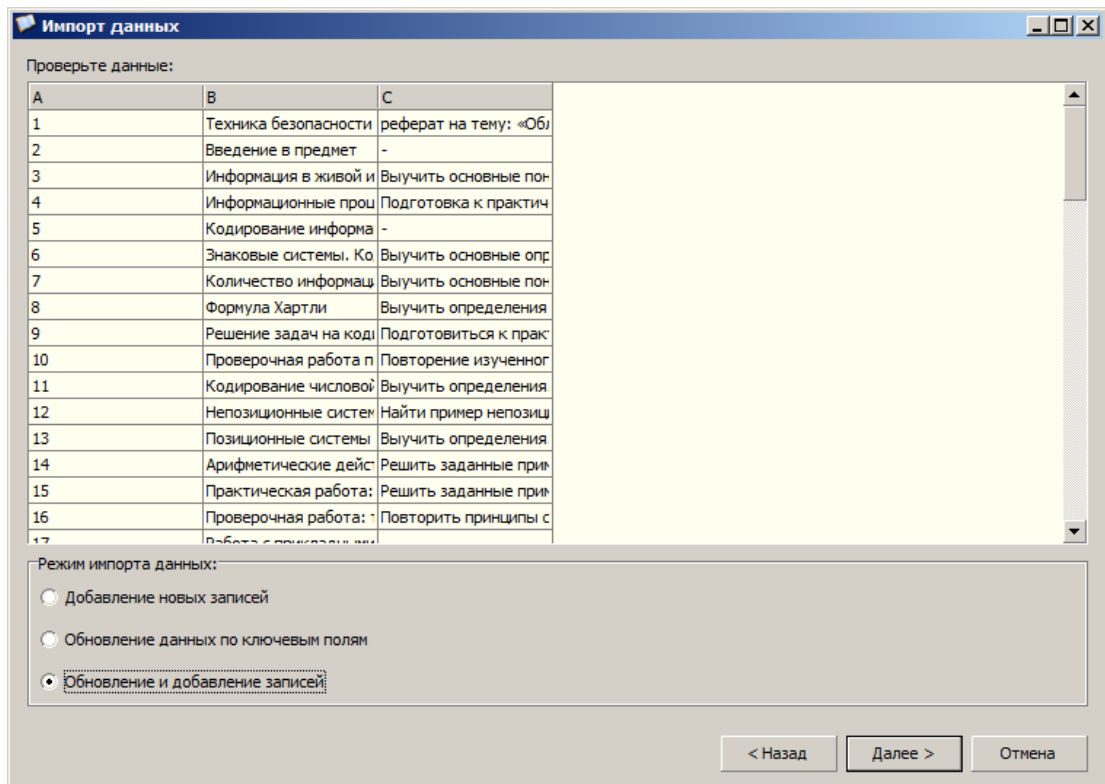 Импорт данных
Проверьте данные:
A B C
1 Техника безопасности реферат на тему: «Обл
2 Введение в предмет -
3 Информация в живой и Выучить основные пон
4 Информационные проц Подготовка к практич
5 Кодирование информа -
6 Знаковые системы. Ко Выучить основные опр
7 Количество информац Выучить основные пон
8 Формула Хартли Выучить определения
9 Решение задач на коди Подготовиться к прак
10 Проверочная работа п Повторение изученног
11 Кодирование числовой Выучить определения
12 Непозиционные систем Найти пример непозиц
13 Позиционные системы Выучить определения
14 Арифметические дейст Решить заданные прим
15 Практическая работа: Решить заданные прим
16 Проверочная работа: Повторить принципы с
17 Работа с прикладными
Режим импорта данных:
Добавление новых записей
Обновление данных по ключевым полям
Обновление и добавление записей
< Назад Далее > Отмена